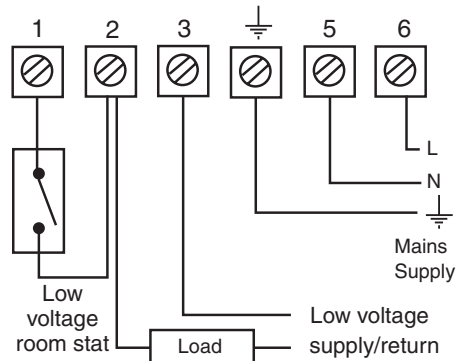 1 2 3 5 6
L
N
Mains
Supply
Low
voltage
room stat
Load
Low voltage
supply/return